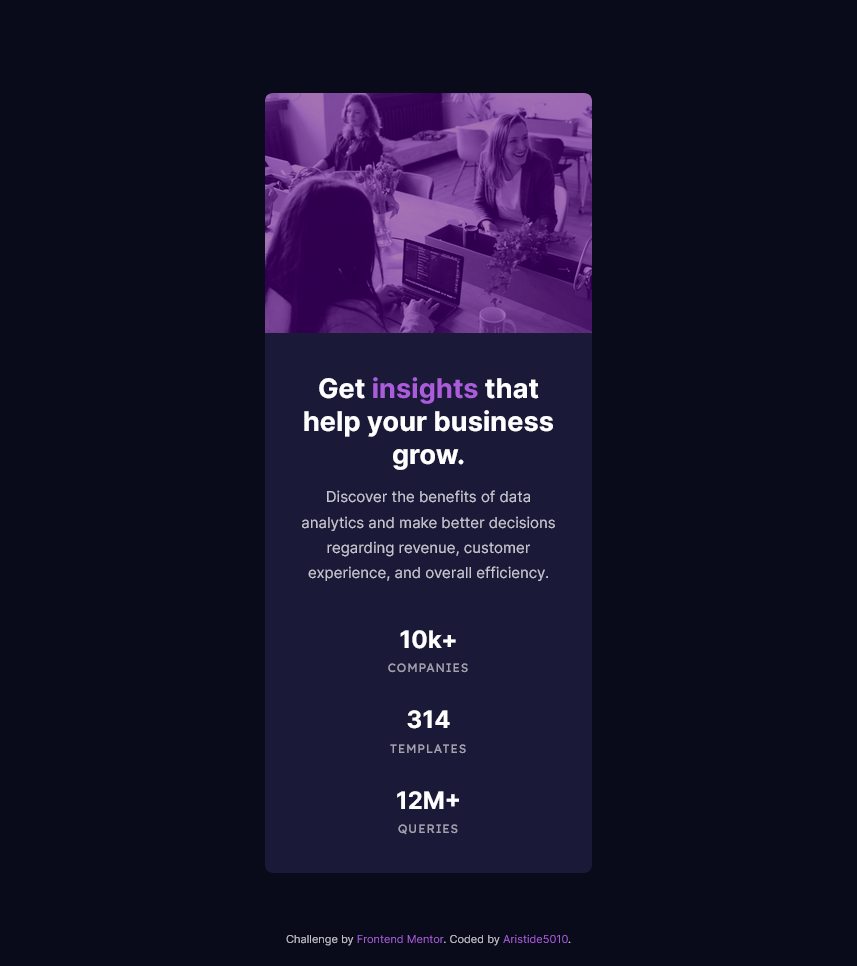 Get insights that
help your business
grow.
Discover the benefits of data
analytics and make better decisions
regarding revenue, customer
experience, and overall efficiency.
10k+
COMPANIES
314
TEMPLATES
12M+
QUERIES
Challenge by Frontend Mentor. Coded by Aristide5010.